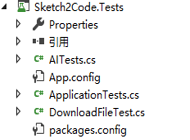 Sketch2Code.Tests
Properties
引用
AITests.cs
App.config
ApplicationTests.cs
DownloadFileTest.cs
packages.config